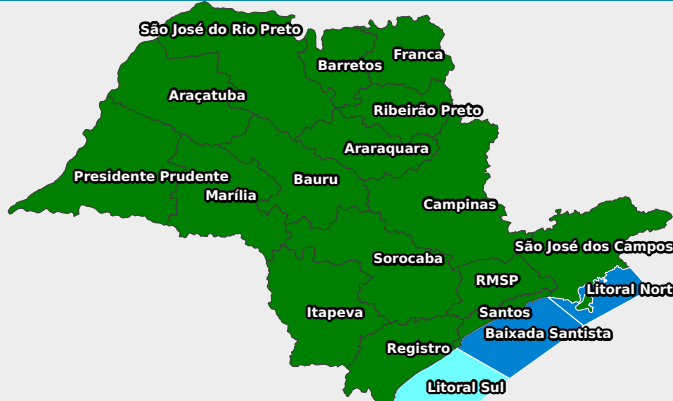 São José do Rio Preto
Franca
Barretos
Araçatuba
Ribeirão Preto
Araraquara
Presidente Prudente
Bauru
Marília
Campinas
São José dos Campos
Sorocaba
RMSP
Litoral Nort
Itapeva
Santos
Baixada Santista
Registro
Litoral Sul